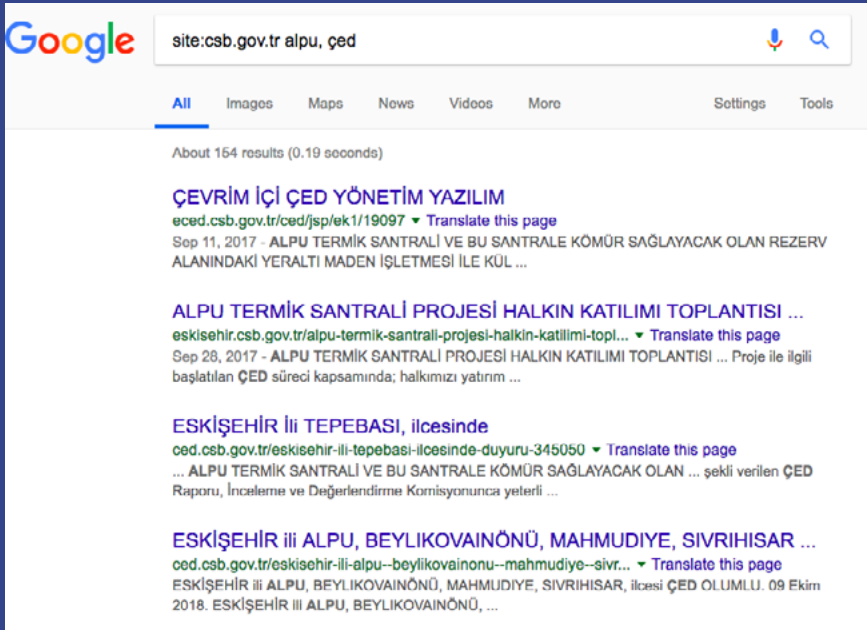 Google
site:csb.gov.tr alpu, çed
All Images Maps News Videos More Settings Tools
About 154 results (0.19 seconds)
ÇEVRİM İÇİ ÇED YÖNETİM YAZILIM
eced.csb.gov.tr/ced/jsp/ek1/19097 ▼ Translate this page
Sep 11, 2017 - ALPU TERMİK SANTRALİ VE BU SANTRALE KÖMÜR SAĞLAYACAK OLAN REZERV
ALANINDAKİ YERALTI MADEN İŞLETMESİ İLE KÜL ...
ALPU TERMİK SANTRALİ PROJESİ HALKIN KATILIMI TOPLANTISI ...
eskisehir.csb.gov.tr/alpu-termik-santrali-projesi-halkin-katilimi-topl... ▼ Translate this page
Sep 28, 2017 - ALPU TERMİK SANTRALİ PROJESİ HALKIN KATILIMI TOPLANTISI ... Proje ile ilgili
başlatılan ÇED süreci kapsamında; halkımızı yatırım ...
ESKİŞEHİR İli TEPEBASI, ilcesinde
ced.csb.gov.tr/eskisehir-ili-tepebasi-ilcesinde-duyuru-345050 ▼ Translate this page
... ALPU TERMİK SANTRALİ VE BU SANTRALE KÖMÜR SAĞLAYACAK OLAN ... şekli verilen ÇED
Raporu, İnceleme ve Değerlendirme Komisyonunca yeterli ...
ESKİŞEHİR ili ALPU, BEYLIKOVAINÖNÜ, MAHMUDIYE, SIVRIHISAR ...
ced.csb.gov.tr/eskisehir-ili-alpu--beylikovainonu--mahmudiye--sivr... ▼ Translate this page
ESKİŞEHİR ili ALPU, BEYLIKOVAINÖNÜ, MAHMUDIYE, SIVRIHISAR, ilcesi ÇED OLUMLU. 09 Ekim
2018. ESKİŞEHİR ili ALPU, BEYLIKOVAINÖNÜ, ...